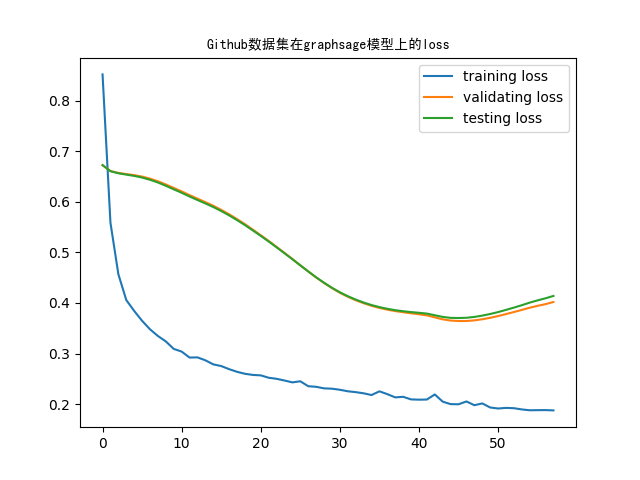 Github数据集在graphsage模型上的loss
training loss
validating loss
testing loss
0.8
0.7
0.6
0.5
0.4
0.3
0.2
0 10 20 30 40 50